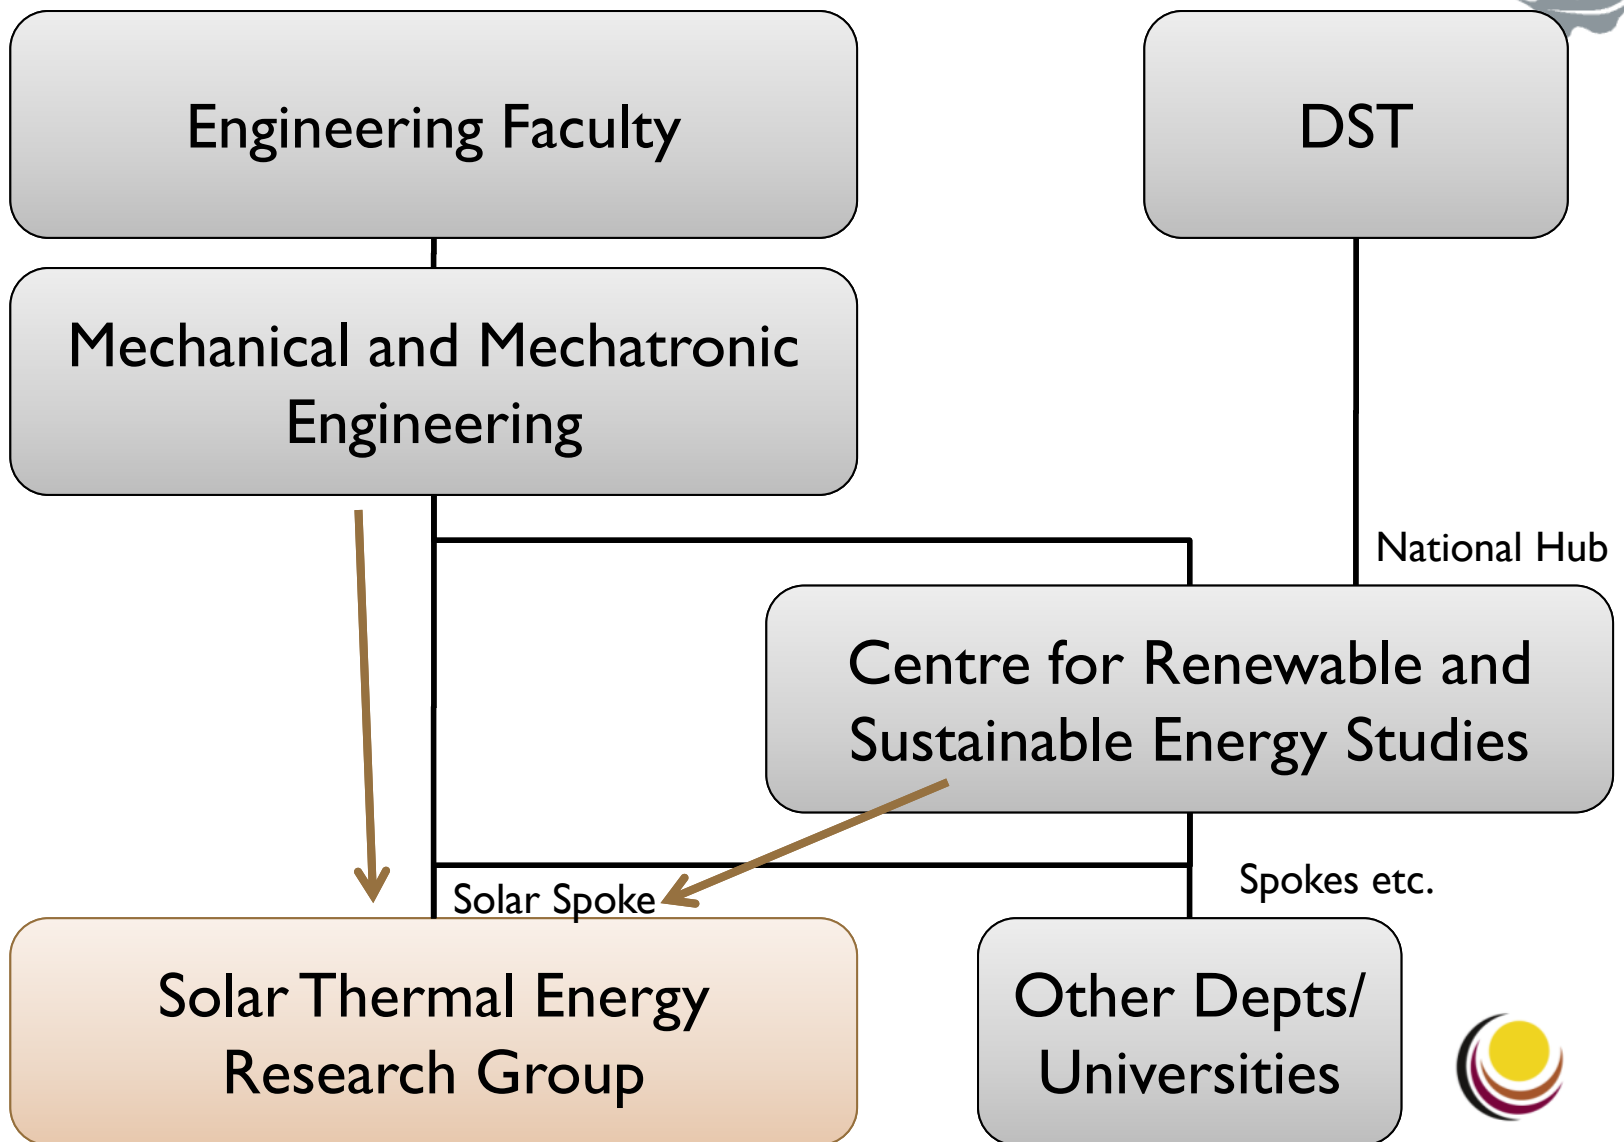 Engineering Faculty
DST
Mechanical and Mechatronic
Engineering
National Hub
Centre for Renewable and
Sustainable Energy Studies
Solar Spoke
Spokes etc.
Solar Thermal Energy
Research Group
Other Depts/
Universities